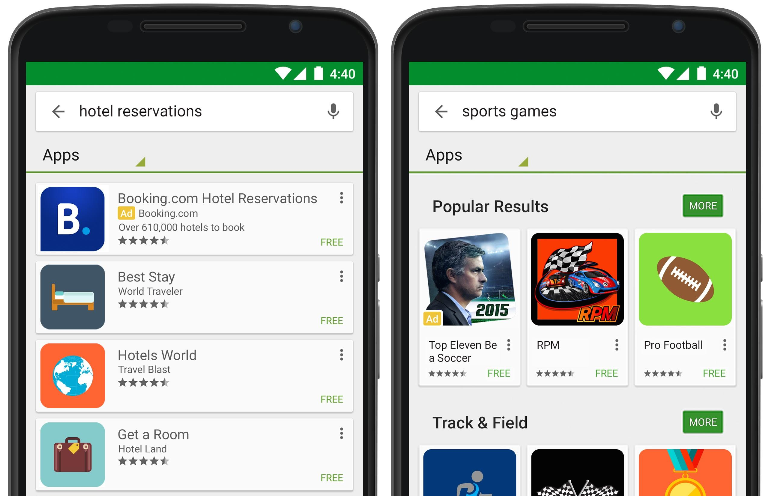 4:40
hotel reservations
Apps
B.
Booking.com Hotel Reservations
Ad Booking.com
Over 610,000 hotels to book
FREE
Best Stay
World Traveler
FREE
Hotels World
Travel Blast
FREE
Get a Room
Hotel Land
FREE
4:40
sports games
Apps
Popular Results
MORE
2015
Ad
RPM
Top Eleven Be
a Soccer
FREE
RPM
FREE
Pro Football
FREE
Track & Field
MORE